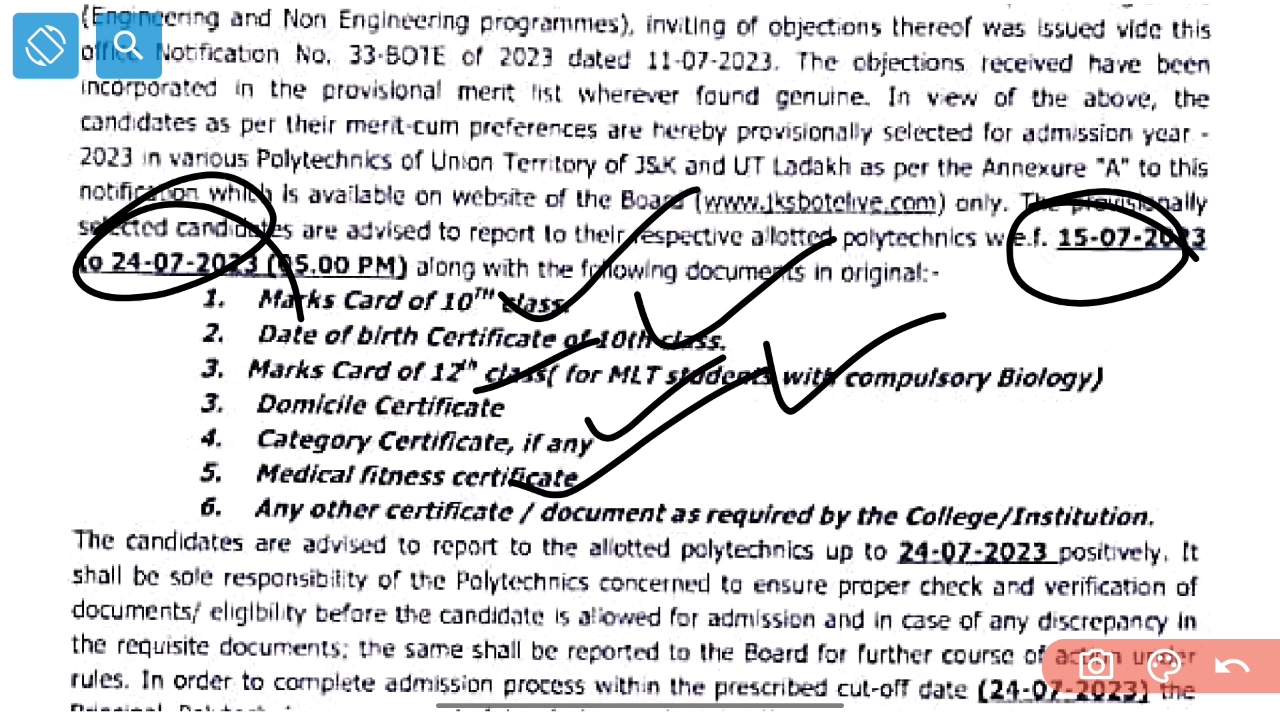 (Engineering and Non Engineering programmes), inviting of objections thereof was issued vide this
office Notification No. 33-BOTE of 2023 dated 11-07-2023. The objections received have been
incorporated in the provisional merit list wherever found genuine. In view of the above, the
candidates as per their merit-cum preferences are hereby provisionally selected for admission year -
2023 in various Polytechnics of Union Territory of J&K and UT Ladakh as per the Annexure "A" to this
notification which is available on website of the Board (www.jksbotelive.com) only. The provisionally
selected candidates are advised to report to their respective allotted polytechnics w.e.f. 15-07-2023
to 24-07-2023 (05.00 PM) along with the following documents in original:-
1. Marks Card of 10TH class.
2. Date of birth Certificate of 10th class.
3. Marks Card of 12th class( for MLT students with compulsory Biology)
3. Domicile Certificate
4. Category Certificate, if any
5. Medical fitness certificate
6. Any other certificate / document as required by the College/Institution.
The candidates are advised to report to the allotted polytechnics up to 24-07-2023 positively. It
shall be sole responsibility of the Polytechnics concerned to ensure proper check and verification of
documents/ eligibility before the candidate is allowed for admission and in case of any discrepancy in
the requisite documents; the same shall be reported to the Board for further course of action under
rules. In order to complete admission process within the prescribed cut-off date (24-07-2023) the